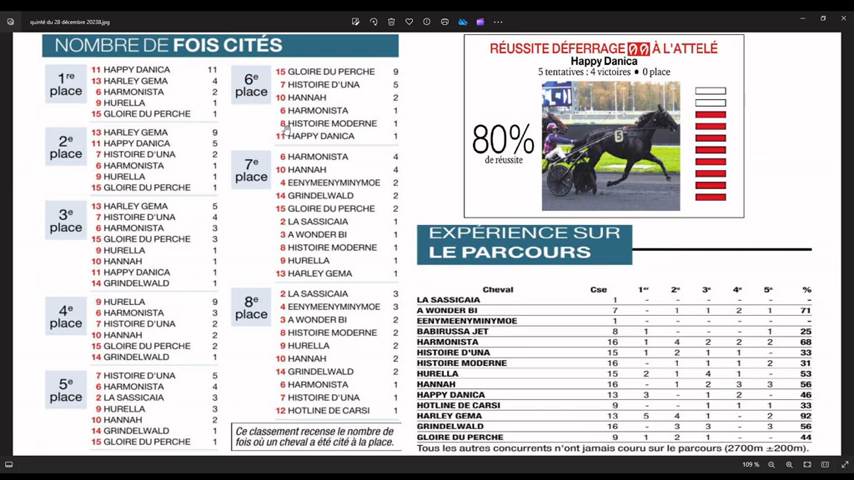 quinté du 28 décembre 20238.jpg
NOMBRE DE FOIS CITÉS
1re place
11 HAPPY DANICA 11
13 HARLEY GEMA 4
6 HARMONISTA 2
9 HURELLA 1
15 GLOIRE DU PERCHE 1
2e place
13 HARLEY GEMA 9
11 HAPPY DANICA 5
7 HISTOIRE D'UNA 2
6 HARMONISTA 1
9 HURELLA 1
15 GLOIRE DU PERCHE 1
3e place
13 HARLEY GEMA 5
7 HISTOIRE D'UNA 4
6 HARMONISTA 3
15 GLOIRE DU PERCHE 3
9 HURELLA 1
10 HANNAH 1
11 HAPPY DANICA 1
14 GRINDELWALD 1
4e place
9 HURELLA 9
6 HARMONISTA 3
7 HISTOIRE D'UNA 2
10 HANNAH 2
15 GLOIRE DU PERCHE 2
14 GRINDELWALD 1
5e place
7 HISTOIRE D'UNA 5
6 HARMONISTA 4
2 LA SASSICAIA 3
9 HURELLA 3
10 HANNAH 2
14 GRINDELWALD 1
15 GLOIRE DU PERCHE 1
6e place
15 GLOIRE DU PERCHE 9
7 HISTOIRE D'UNA 5
10 HANNAH 2
6 HARMONISTA 1
8 HISTOIRE MODERNE 1
11 HAPPY DANICA 1
7e place
6 HARMONISTA 4
10 HANNAH 4
4 EENYMEENYMINYMOE 2
14 GRINDELWALD 2
15 GLOIRE DU PERCHE 2
2 LA SASSICAIA 1
3 A WONDER BI 1
8 HISTOIRE MODERNE 1
9 HURELLA 1
13 HARLEY GEMA 1
8e place
2 LA SASSICAIA 3
4 EENYMEENYMINYMOE 3
3 A WONDER BI 2
8 HISTOIRE MODERNE 2
9 HURELLA 2
10 HANNAH 2
14 GRINDELWALD 2
6 HARMONISTA 1
7 HISTOIRE D'UNA 1
12 HOTLINE DE CARSI 1
Ce classement recense le nombre de
fois où un cheval a été cité à la place.
RÉUSSITE DÉFERRAGE 00 À L'ATTELÉ
Happy Danica
5 tentatives : 4 victoires • 0 place
80%
de réussite
5
EXPÉRIENCE SUR
LE PARCOURS
Cheval Cse 1er 2e 3e 4e 5e %
LA SASSICAIA 1 - - - - - -
A WONDER BI 7 - 1 1 2 1 71
EENYMEENYMINYMOE 1 - - - - - -
BABIRUSSA JET 8 1 - - - 1 25
HARMONISTA 16 1 4 2 2 2 68
HISTOIRE D'UNA 15 1 2 1 1 - 33
HISTOIRE MODERNE 16 - 1 1 1 2 31
HURELLA 15 2 1 4 1 - 53
HANNAH 16 - 1 2 3 3 56
HAPPY DANICA 13 3 - 1 2 - 46
HOTLINE DE CARSI 9 - - 1 1 1 33
HARLEY GEMA 13 5 4 1 - 2 92
GRINDELWALD 16 - 3 3 - 3 56
GLOIRE DU PERCHE 9 1 2 1 - - 44
Tous les autres concurrents n'ont jamais couru sur le parcours (2700m ±200m).
109 %